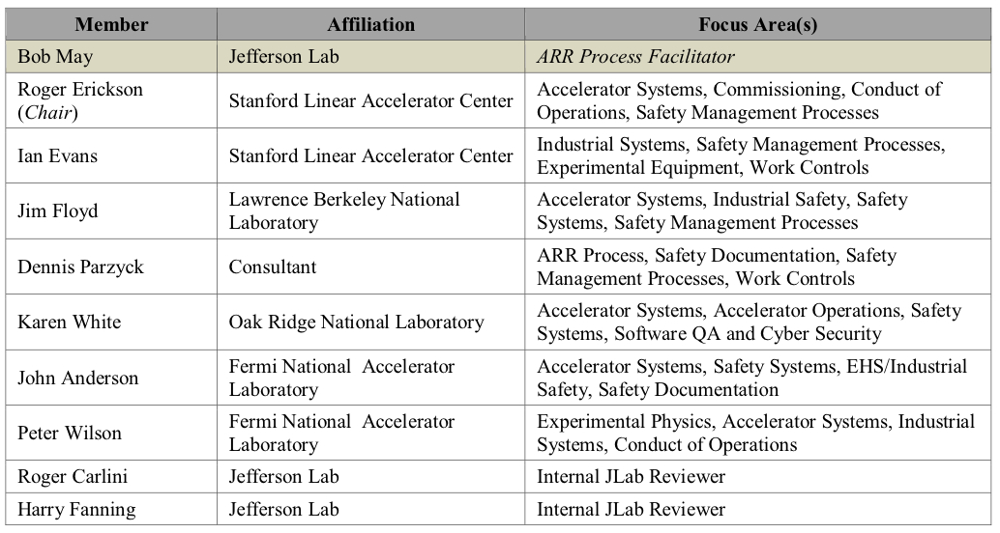 Member Affiliation Focus Area(s)
Bob May Jefferson Lab ARR Process Facilitator
Roger Erickson
(Chair)
Stanford Linear Accelerator Center
Accelerator Systems, Commissioning, Conduct of
Operations, Safety Management Processes
Ian Evans
Stanford Linear Accelerator Center
Industrial Systems, Safety Management Processes,
Experimental Equipment, Work Controls
Jim Floyd
Lawrence Berkeley National
Laboratory
Accelerator Systems, Industrial Safety, Safety
Systems, Safety Management Processes
Dennis Parzyck
Consultant
ARR Process, Safety Documentation, Safety
Management Processes, Work Controls
Karen White
Oak Ridge National Laboratory
Accelerator Systems, Accelerator Operations, Safety
Systems, Software QA and Cyber Security
John Anderson
Fermi National Accelerator
Laboratory
Accelerator Systems, Safety Systems, EHS/Industrial
Safety, Safety Documentation
Peter Wilson
Fermi National Accelerator
Laboratory
Experimental Physics, Accelerator Systems, Industrial
Systems, Conduct of Operations
Roger Carlini Jefferson Lab Internal JLab Reviewer
Harry Fanning Jefferson Lab Internal JLab Reviewer